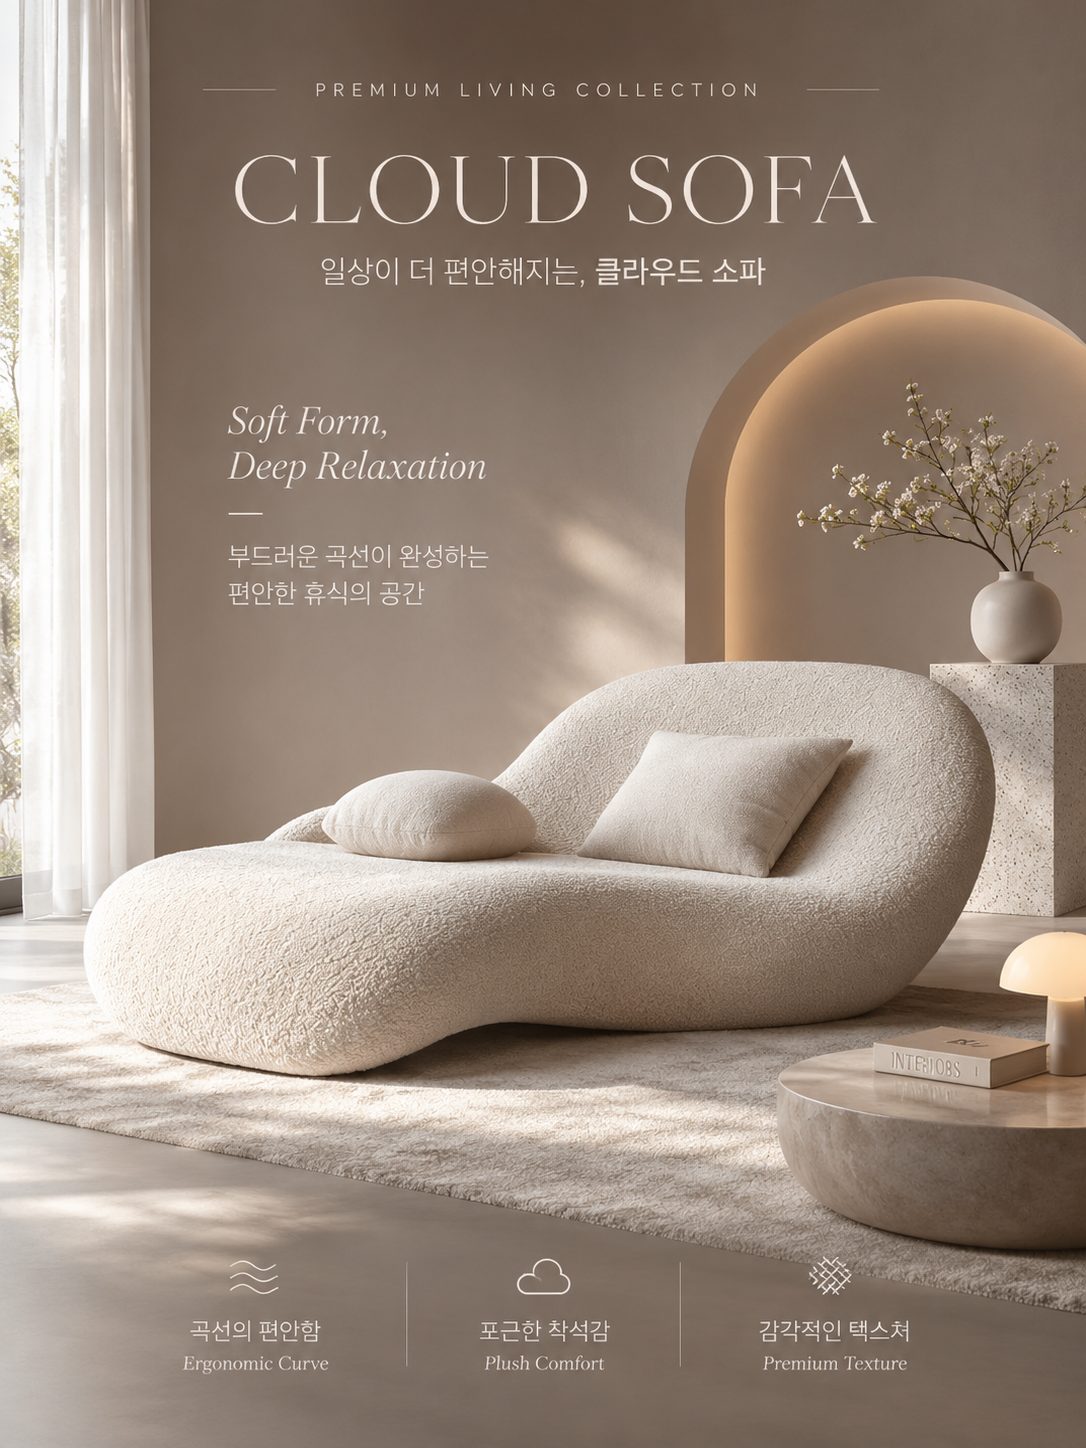 PREMIUM LIVING COLLECTION
CLOUD SOFA
일상이 더 편안해지는, 클라우드 소파
Soft Form,
Deep Relaxation
부드러운 곡선이 완성하는
편안한 휴식의 공간
곡선의 편안함
Ergonomic Curve
포근한 착석감
Plush Comfort
감각적인 텍스쳐
Premium Texture